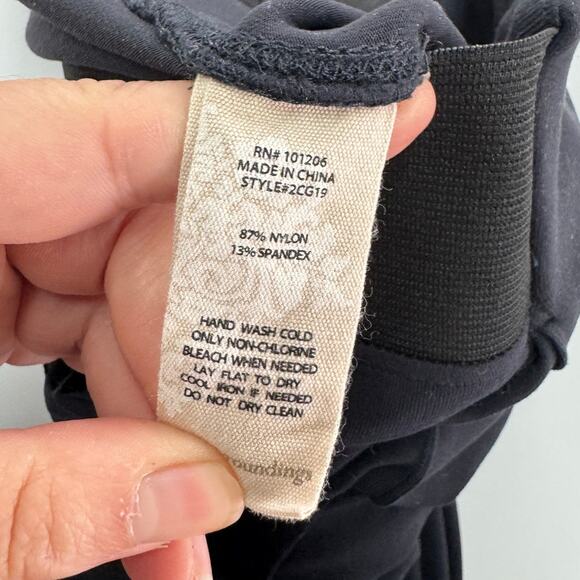 RN# 101206
MADE IN CHINA
STYLE#2CG19
87% NYLON
13% SPANDEX
HAND WASH COLD
ONLY NON-CHLORINE
BLEACH WHEN NEEDED
LAY FLAT TO DRY
COOL IRON IF NEEDED
DO NOT DRY CLEAN